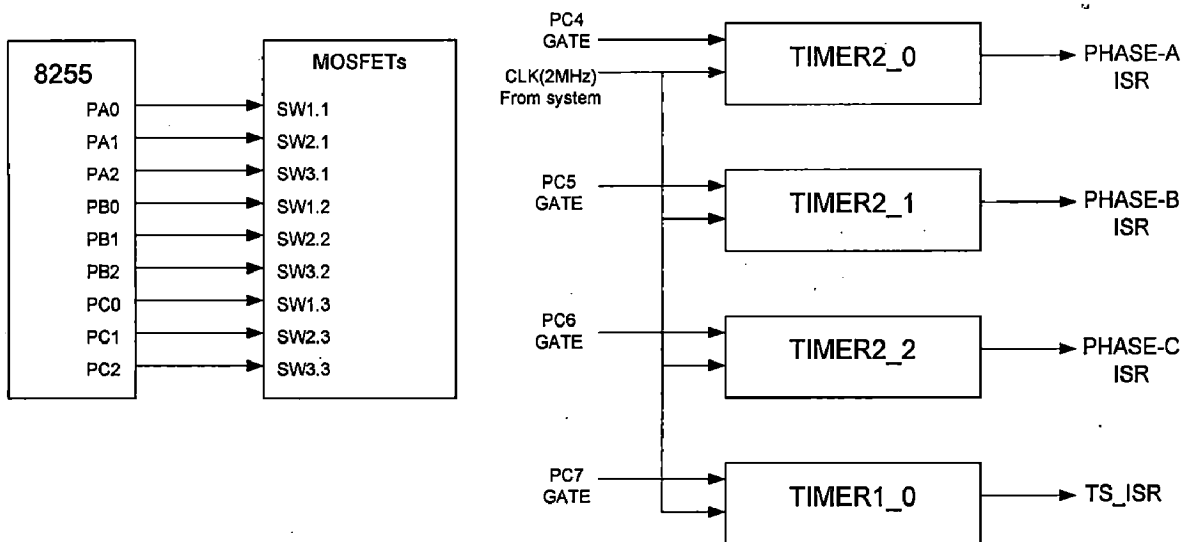 8255
PA0
PA1
PA2
PB0
PB1
PB2
PC0
PC1
PC2
MOSFETs
SW1.1
SW2.1
SW3.1
SW1.2
SW2.2
SW3.2
SW1.3
SW2.3
SW3.3
PC4
GATE
CLK(2MHz)
From system
TIMER2_0
PHASE-A
ISR
PC5
GATE
TIMER2_1
PHASE-B
ISR
PC6
GATE
TIMER2_2
PHASE-C
ISR
PC7
GATE
TIMER1_0
TS_ISR